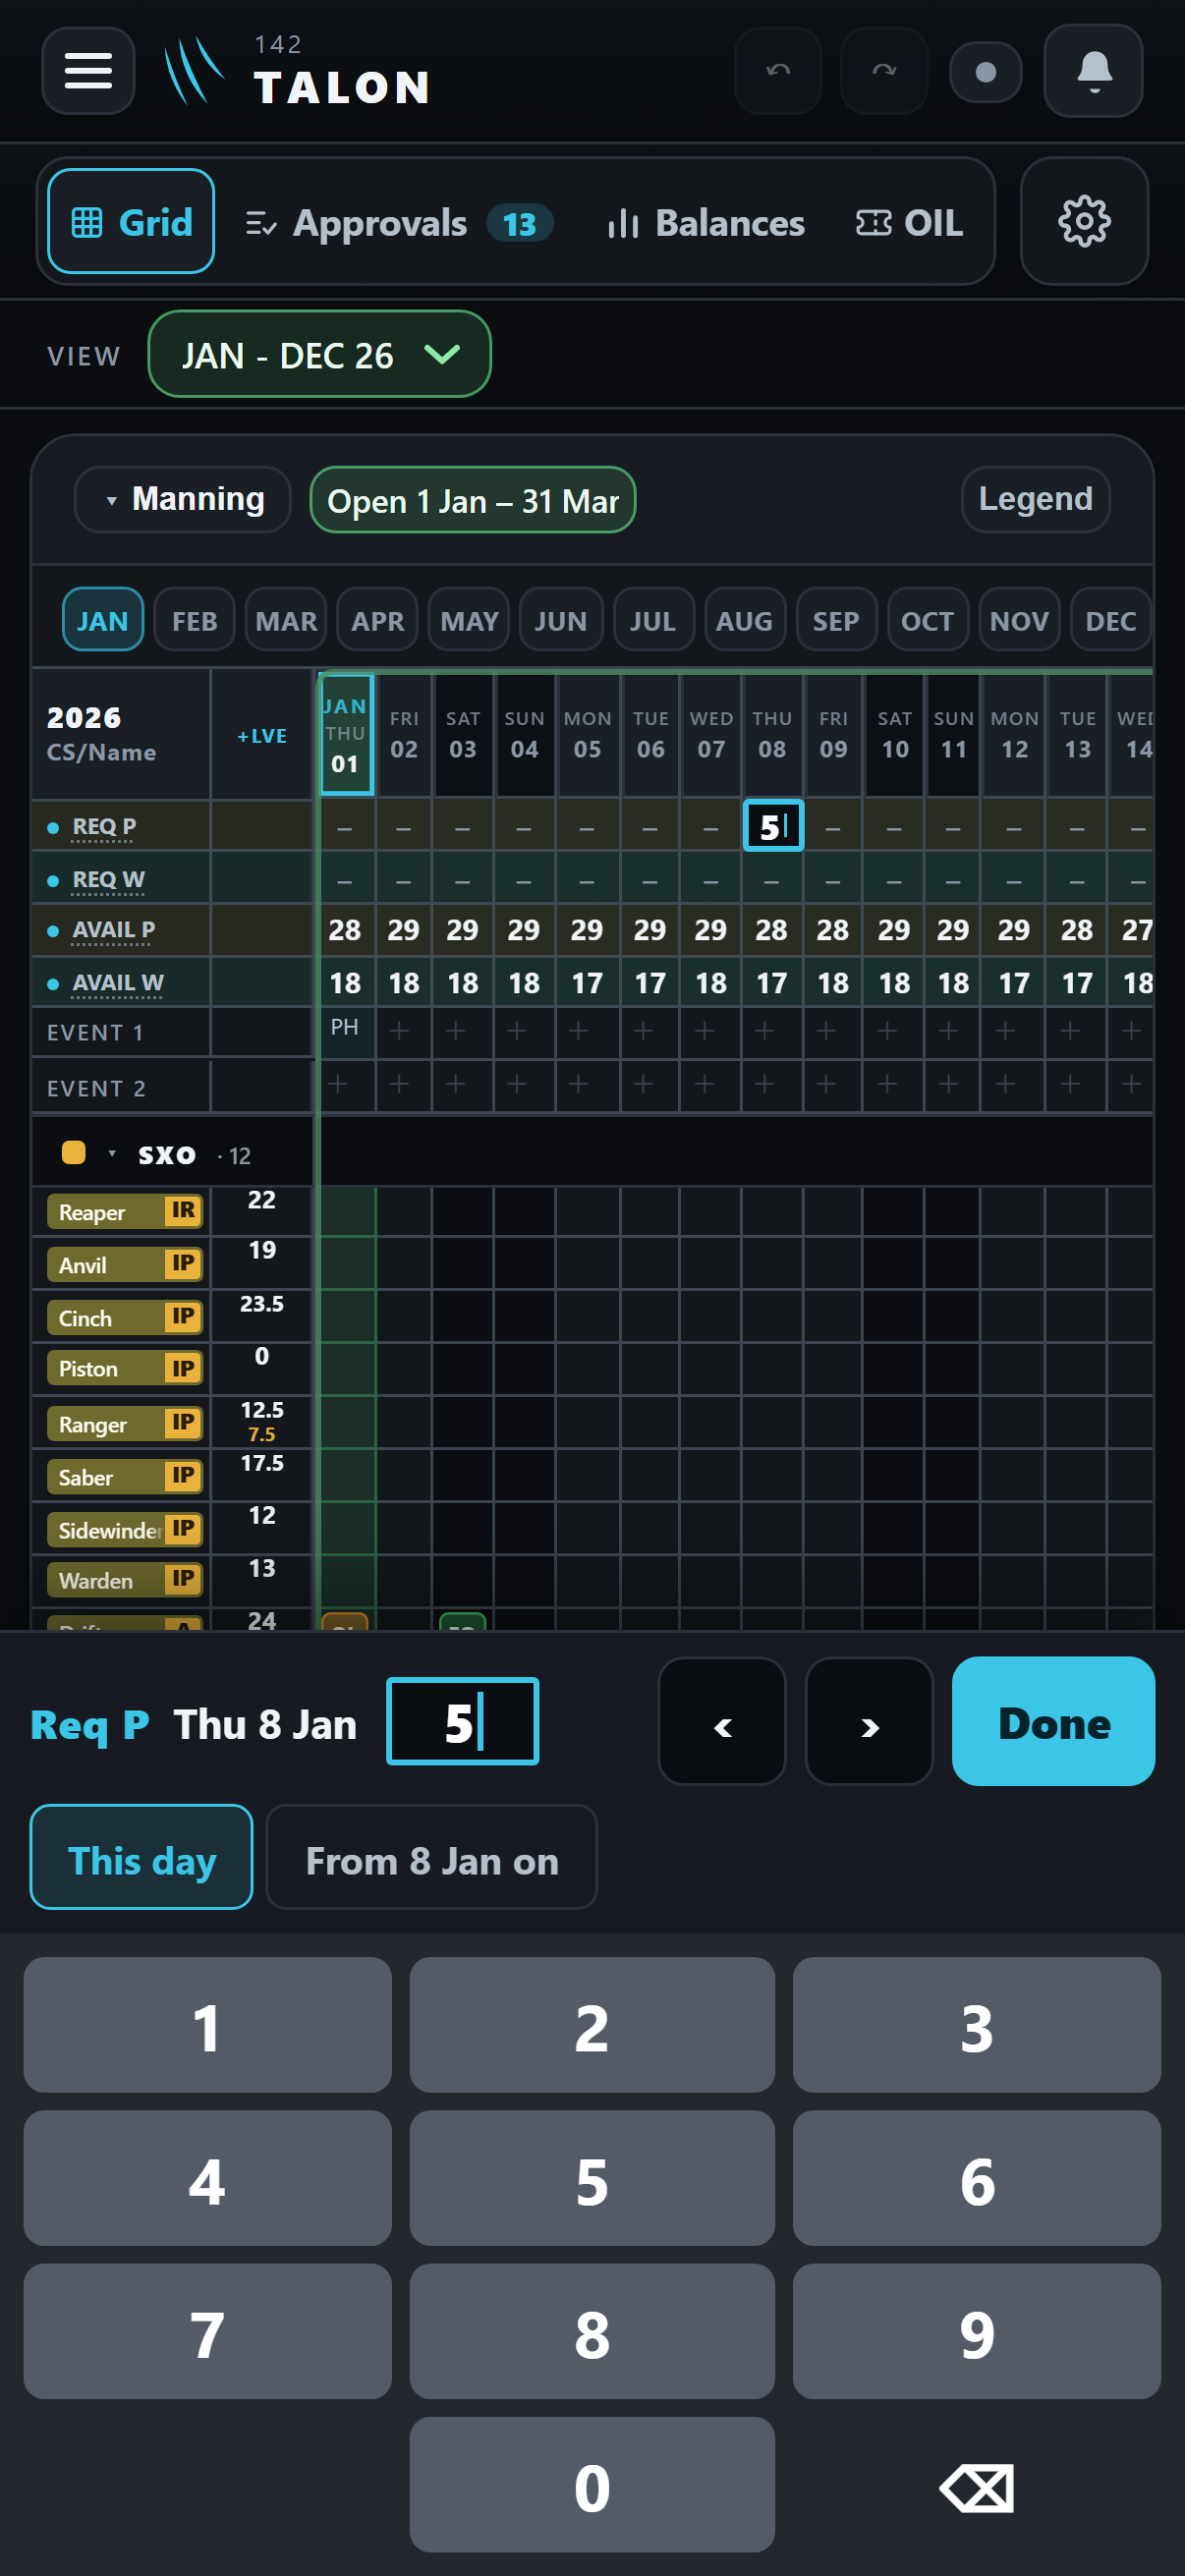 142
TALON
Grid Approvals 13 Balances OIL
VIEW JAN - DEC 26
Manning Open 1 Jan – 31 Mar Legend
JAN FEB MAR APR MAY JUN JUL AUG SEP OCT NOV DEC
2026 CS/Name +LVE JAN THU 01 FRI 02 SAT 03 SUN 04 MON 05 TUE 06 WED 07 THU 08 FRI 09 SAT 10 SUN 11 MON 12 TUE 13 WED 14
REQ P – – – – – – – 5 – – – – – –
REQ W – – – – – – – – – – – – – –
AVAIL P 28 29 29 29 29 29 29 28 28 29 29 29 28 27
AVAIL W 18 18 18 18 17 17 18 17 18 18 18 17 17 18
EVENT 1 PH + + + + + + + + + + + + +
EVENT 2 + + + + + + + + + + + + + +
SXO · 12
Reaper IR 22
Anvil IP 19
Cinch IP 23.5
Piston IP 0
Ranger IP 12.5
7.5
Saber IP 17.5
Sidewinder IP 12
Warden IP 13
24
Req P Thu 8 Jan 5 ‹ › Done
This day From 8 Jan on
1 2 3
4 5 6
7 8 9
0